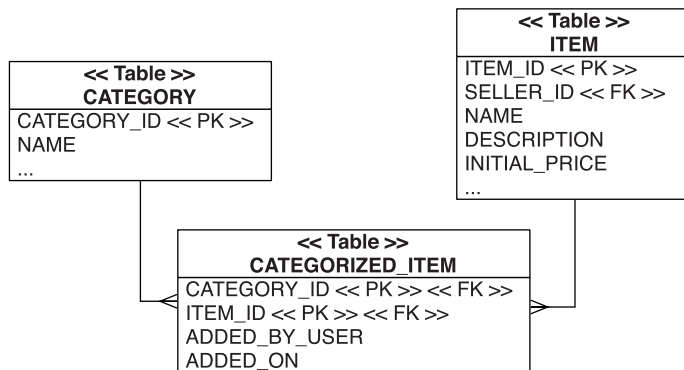 << Table >>
CATEGORY
CATEGORY_ID << PK >>
NAME
...
<< Table >>
ITEM
ITEM_ID << PK >>
SELLER_ID << FK >>
NAME
DESCRIPTION
INITIAL_PRICE
...
<< Table >>
CATEGORIZED_ITEM
CATEGORY_ID << PK >> << FK >>
ITEM_ID << PK >> << FK >>
ADDED_BY_USER
ADDED_ON